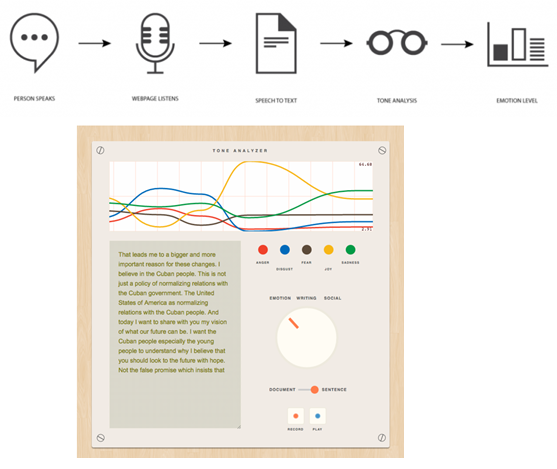 PERSON SPEAKS
WEBPAGE LISTENS
SPEECH TO TEXT
TONE ANALYSIS
EMOTION LEVEL
TONE ANALYZER
64.60
2.91
That leads me to a bigger and more
important reason for these changes. I
believe in the Cuban people. This is not
just a policy of normalizing relations with
the Cuban government. The United
States of America as normalizing
relations with the Cuban people. And
today I want to share with you my vision
of what our future can be. I want the
Cuban people especially the young
people to understand why I believe that
you should look to the future with hope.
Not the false promise which insists that
ANGER
DISGUST
FEAR
JOY
SADNESS
EMOTION WRITING SOCIAL
DOCUMENT SENTENCE
RECORD PLAY